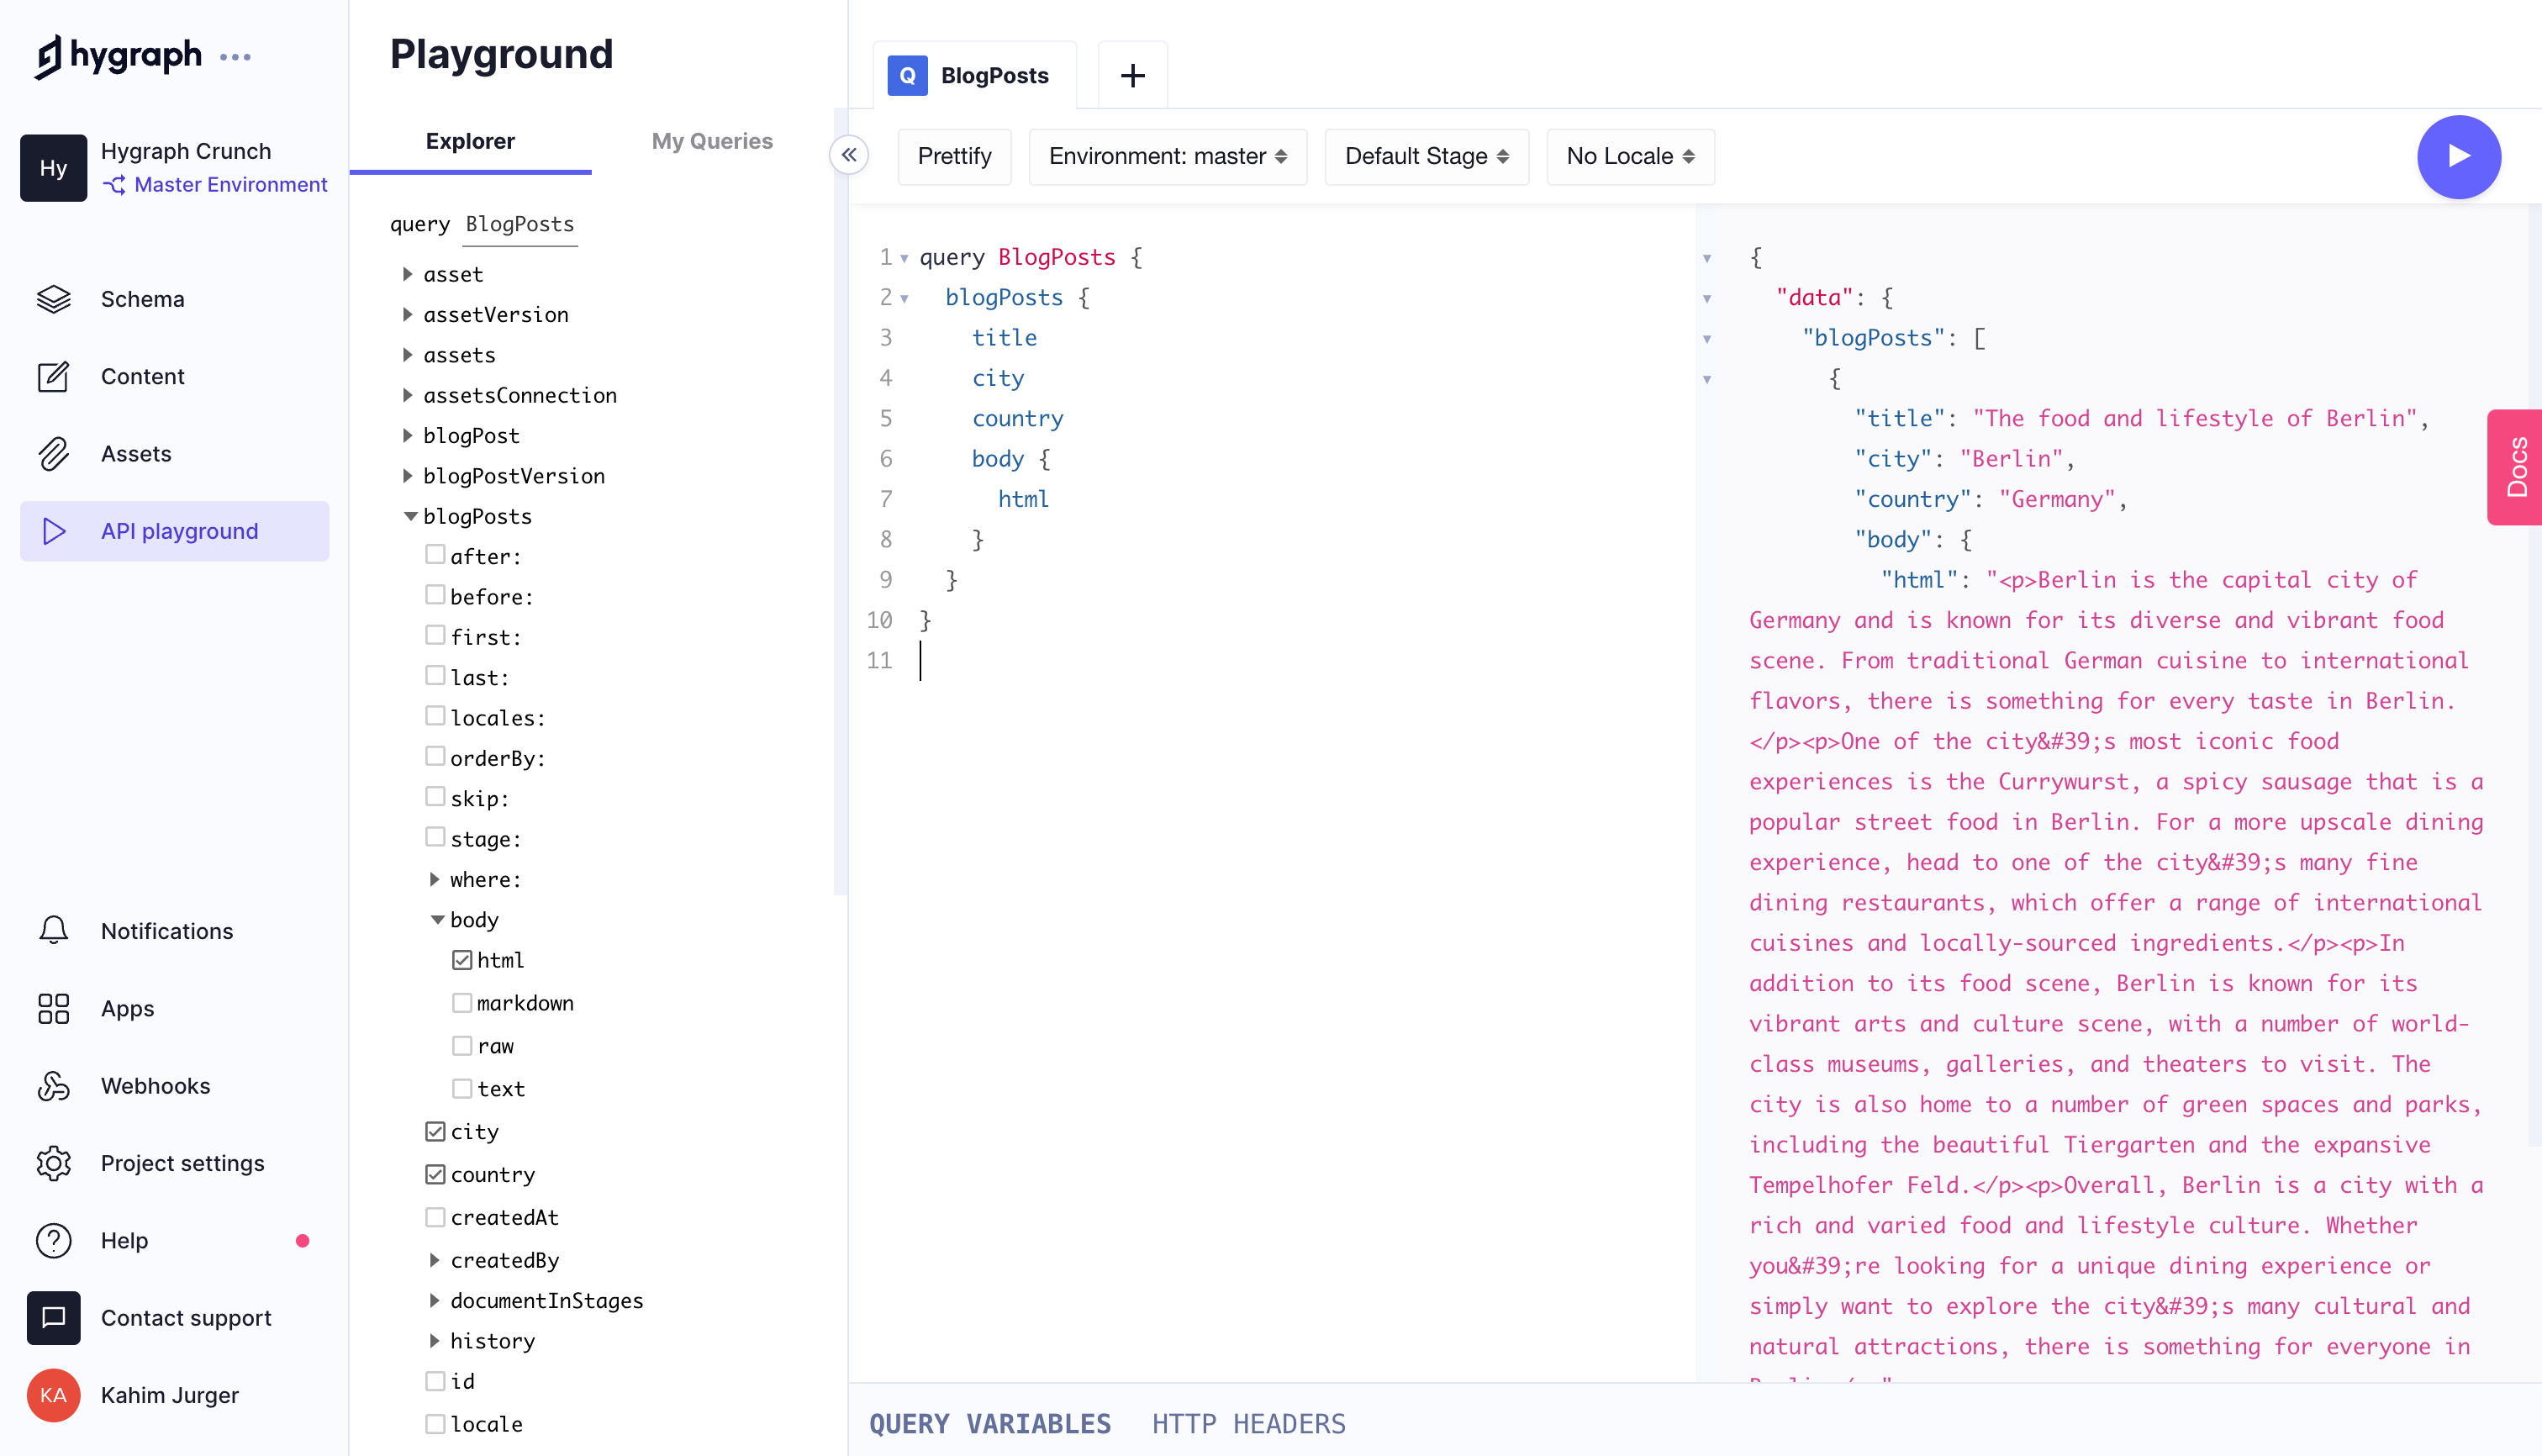 hygraph
Hy
Hygraph Crunch
Master Environment
Schema
Content
Assets
API playground
Notifications
Apps
Webhooks
Project settings
Help
Contact support
KA
Kahim Jurger
Playground
Explorer
My Queries
query BlogPosts
asset
assetVersion
assets
assetsConnection
blogPost
blogPostVersion
blogPosts
after:
before:
first:
last:
locales:
orderBy:
skip:
stage:
where:
body
html
markdown
raw
text
city
country
createdAt
createdBy
documentInStages
history
id
locale
Q BlogPosts
+
Prettify
Environment: master
Default Stage
No Locale
1 query BlogPosts {
2 blogPosts {
3 title
4 city
5 country
6 body {
7 html
8 }
9 }
10 }
11
{
"data": {
"blogPosts": [
{
"title": "The food and lifestyle of Berlin",
"city": "Berlin",
"country": "Germany",
"body": {
"html": "<p>Berlin is the capital city of
Germany and is known for its diverse and vibrant food
scene. From traditional German cuisine to international
flavors, there is something for every taste in Berlin.
</p><p>One of the city&#39;s most iconic food
experiences is the Currywurst, a spicy sausage that is a
popular street food in Berlin. For a more upscale dining
experience, head to one of the city&#39;s many fine
dining restaurants, which offer a range of international
cuisines and locally-sourced ingredients.</p><p>In
addition to its food scene, Berlin is known for its
vibrant arts and culture scene, with a number of world-
class museums, galleries, and theaters to visit. The
city is also home to a number of green spaces and parks,
including the beautiful Tiergarten and the expansive
Tempelhofer Feld.</p><p>Overall, Berlin is a city with a
rich and varied food and lifestyle culture. Whether
you&#39;re looking for a unique dining experience or
simply want to explore the city&#39;s many cultural and
natural attractions, there is something for everyone in
Docs
QUERY VARIABLES
HTTP HEADERS